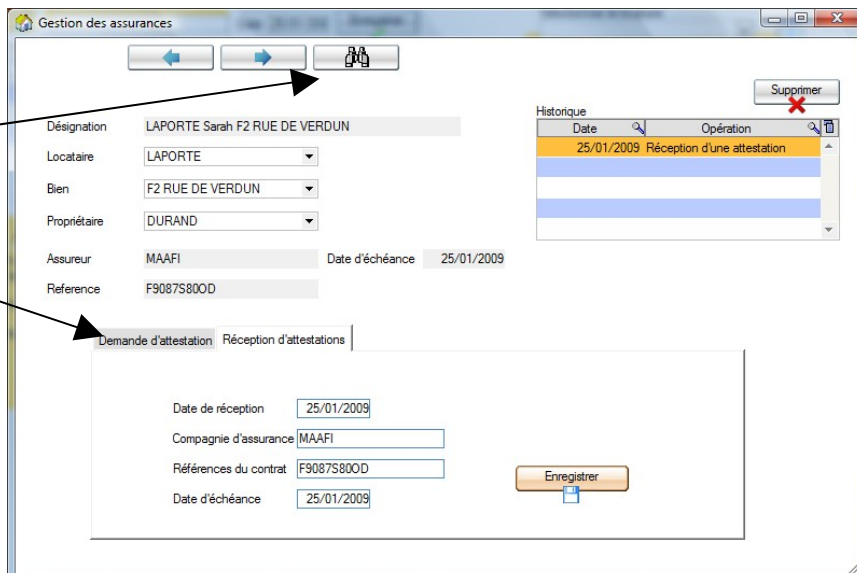 Gestion des assurances
Supprimer
Historique
Date Opération
25/01/2009 Réception d'une attestation
Désignation LAPORTE Sarah F2 RUE DE VERDUN
Locataire LAPORTE
Bien F2 RUE DE VERDUN
Propriétaire DURAND
Assureur MAAFI Date d'échéance 25/01/2009
Reference F9087S80OD
Demande d'attestation Réception d'attestations
Date de réception 25/01/2009
Compagnie d'assurance MAAFI
Références du contrat F9087S80OD
Date d'échéance 25/01/2009
Enregistrer